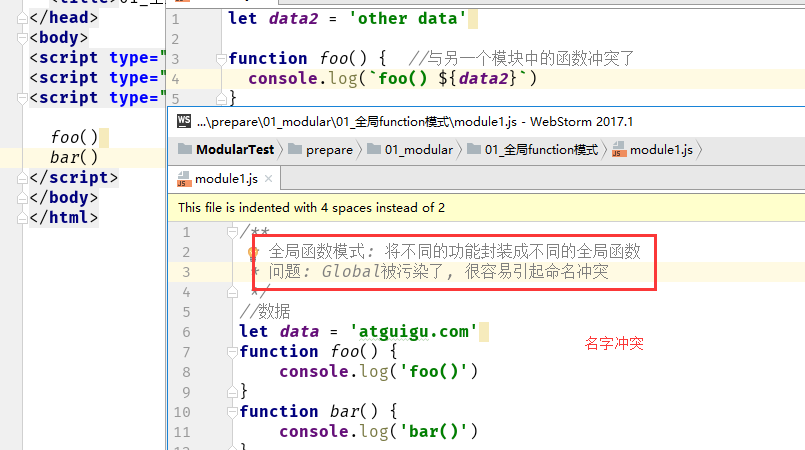 </head>
<body>
<script type="
<script type="
<script type="
foo()
bar()
</script>
</body>
</html>
1 let data2 = 'other data'
2
3 function foo() { //与另一个模块中的函数冲突了
4 console.log(`foo() ${data2}`)
5 }
WS ...\prepare\01_modular\01_全局function模式\module1.js - WebStorm 2017.1
ModularTest prepare 01_modular 01_全局function模式 module1.js
module1.js
This file is indented with 4 spaces instead of 2
1 /**
2 全局函数模式: 将不同的功能封装成不同的全局函数
3 * 问题: Global被污染了, 很容易引起命名冲突
4 */
5 //数据
6 let data = 'atguigu.com'
7 function foo() {
8 console.log('foo()')
9 }
10 function bar() {
11 console.log('bar()')
名字冲突